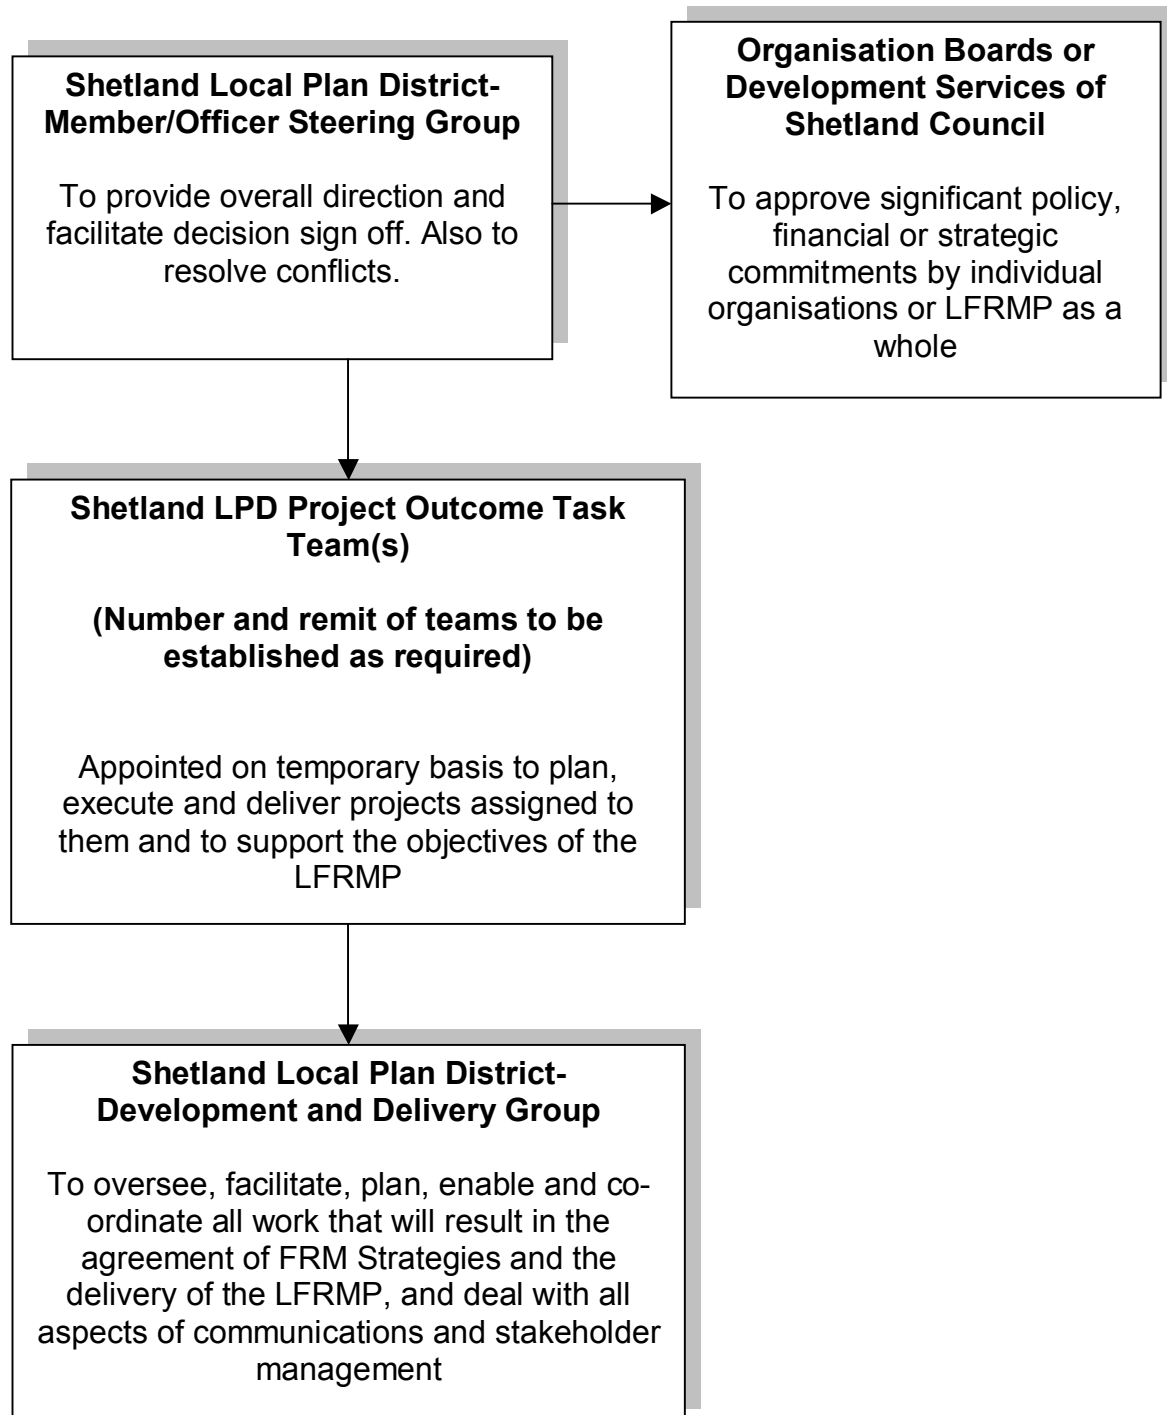 Shetland Local Plan District-
Member/Officer Steering Group
To provide overall direction and
facilitate decision sign off. Also to
resolve conflicts.
Organisation Boards or
Development Services of
Shetland Council
To approve significant policy,
financial or strategic
commitments by individual
organisations or LFRMP as a
whole
Shetland LPD Project Outcome Task
Team(s)
(Number and remit of teams to be
established as required)
Appointed on temporary basis to plan,
execute and deliver projects assigned to
them and to support the objectives of the
LFRMP
Shetland Local Plan District-
Development and Delivery Group
To oversee, facilitate, plan, enable and co-
ordinate all work that will result in the
agreement of FRM Strategies and the
delivery of the LFRMP, and deal with all
aspects of communications and stakeholder
management